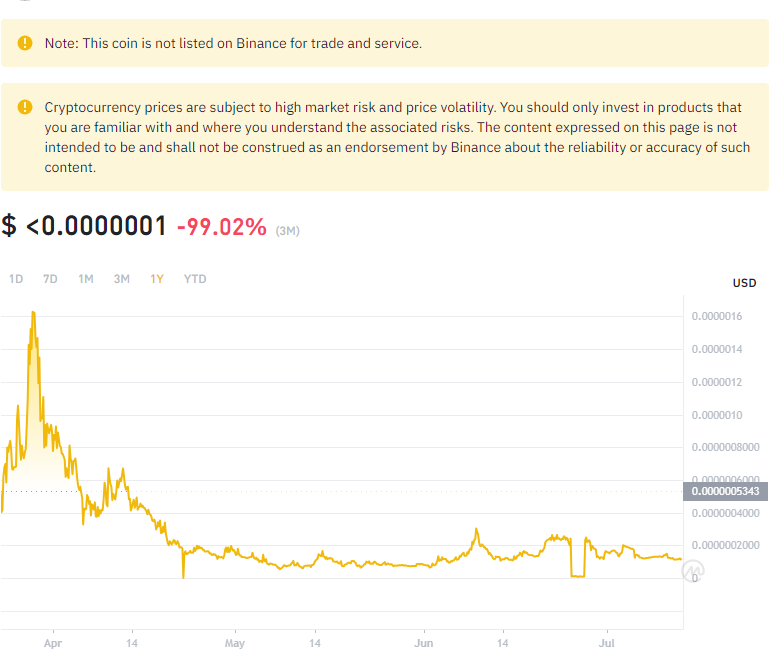 Note: This coin is not listed on Binance for trade and service.
Cryptocurrency prices are subject to high market risk and price volatility. You should only invest in products that
you are familiar with and where you understand the associated risks. The content expressed on this page is not
intended to be and shall not be construed as an endorsement by Binance about the reliability or accuracy of such
content.
$ <0.0000001 -99.02% (3M)
1D 7D 1M 3M 1Y YTD
USD
0.0000016
0.0000014
0.0000012
0.0000010
0.0000008000
0.0000006000
0.0000005343
0.0000004000
0.0000002000
0
Apr 14 May 14 Jun 14 Jul